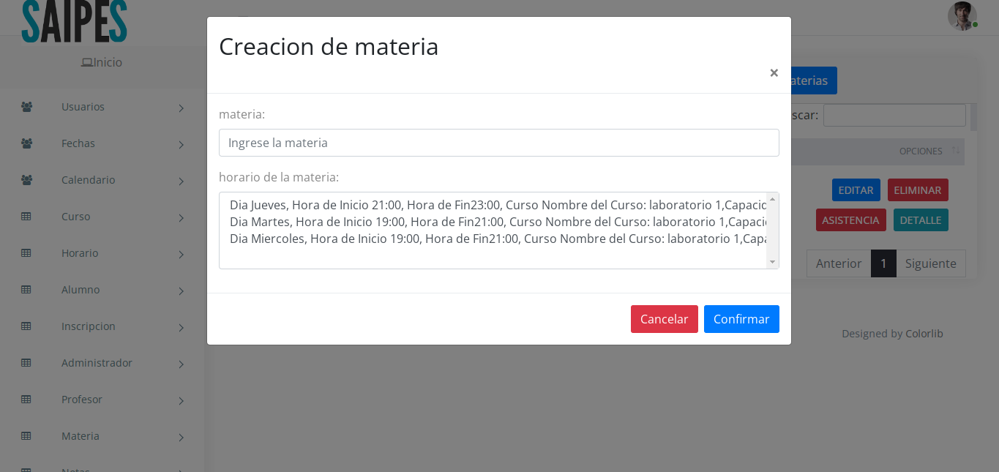 SAIPES
Inicio
Usuarios
Fechas
Calendario
Curso
Horario
Alumno
Inscripcion
Administrador
Profesor
Materia
Notas
Creacion de materia
×
materia:
Ingrese la materia
horario de la materia:
Dia Jueves, Hora de Inicio 21:00, Hora de Fin23:00, Curso Nombre del Curso: laboratorio 1,Capacid
Dia Martes, Hora de Inicio 19:00, Hora de Fin21:00, Curso Nombre del Curso: laboratorio 1,Capacid
Dia Miercoles, Hora de Inicio 19:00, Hora de Fin21:00, Curso Nombre del Curso: laboratorio 1,Capa
Cancelar Confirmar
aterias
scar:
OPCIONES
EDITAR ELIMINAR
ASISTENCIA DETALLE
Anterior 1 Siguiente
Designed by Colorlib